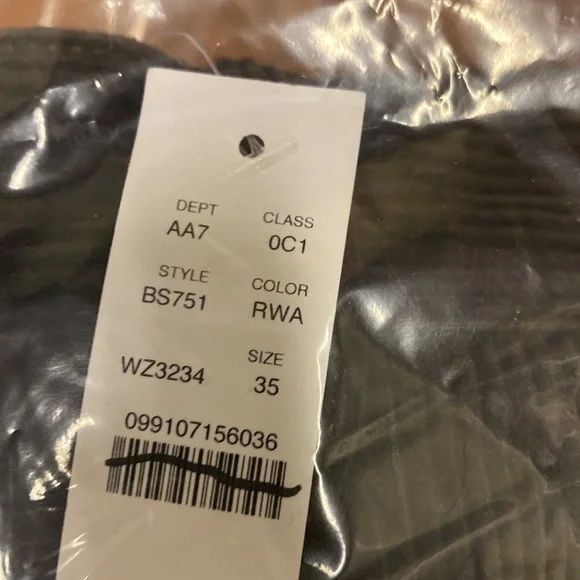 DEPT CLASS
AA7 0C1
STYLE COLOR
BS751 RWA
SIZE
WZ3234 35
099107156036